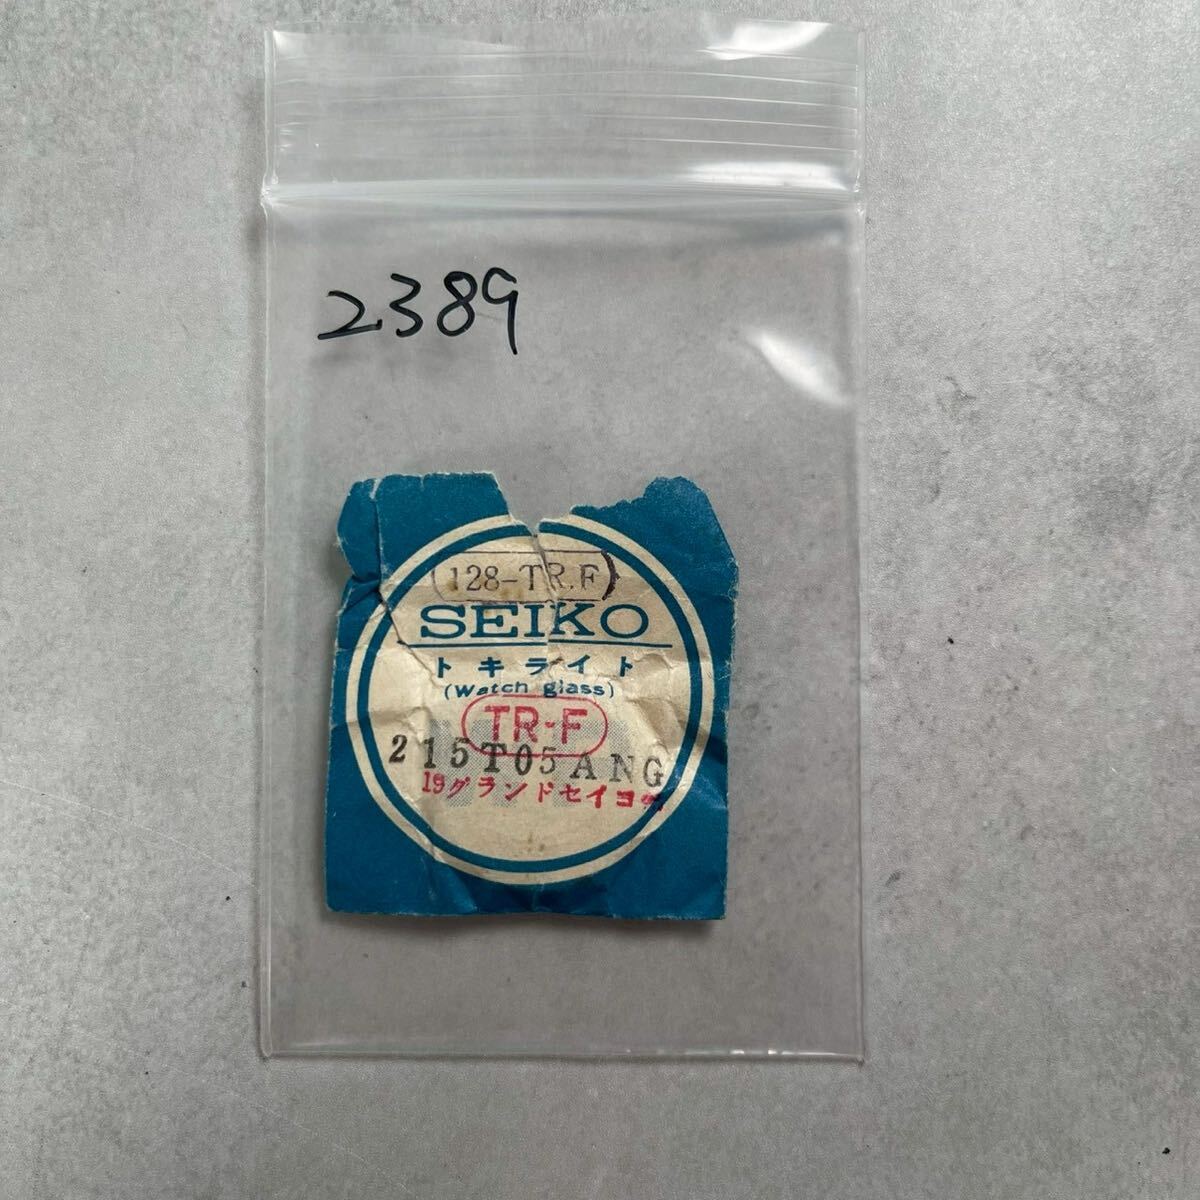 2389
128-TR.F
SEIKO
トキライト
(Watch glass)
TR-F
215T05ANG
19グランドセイコー